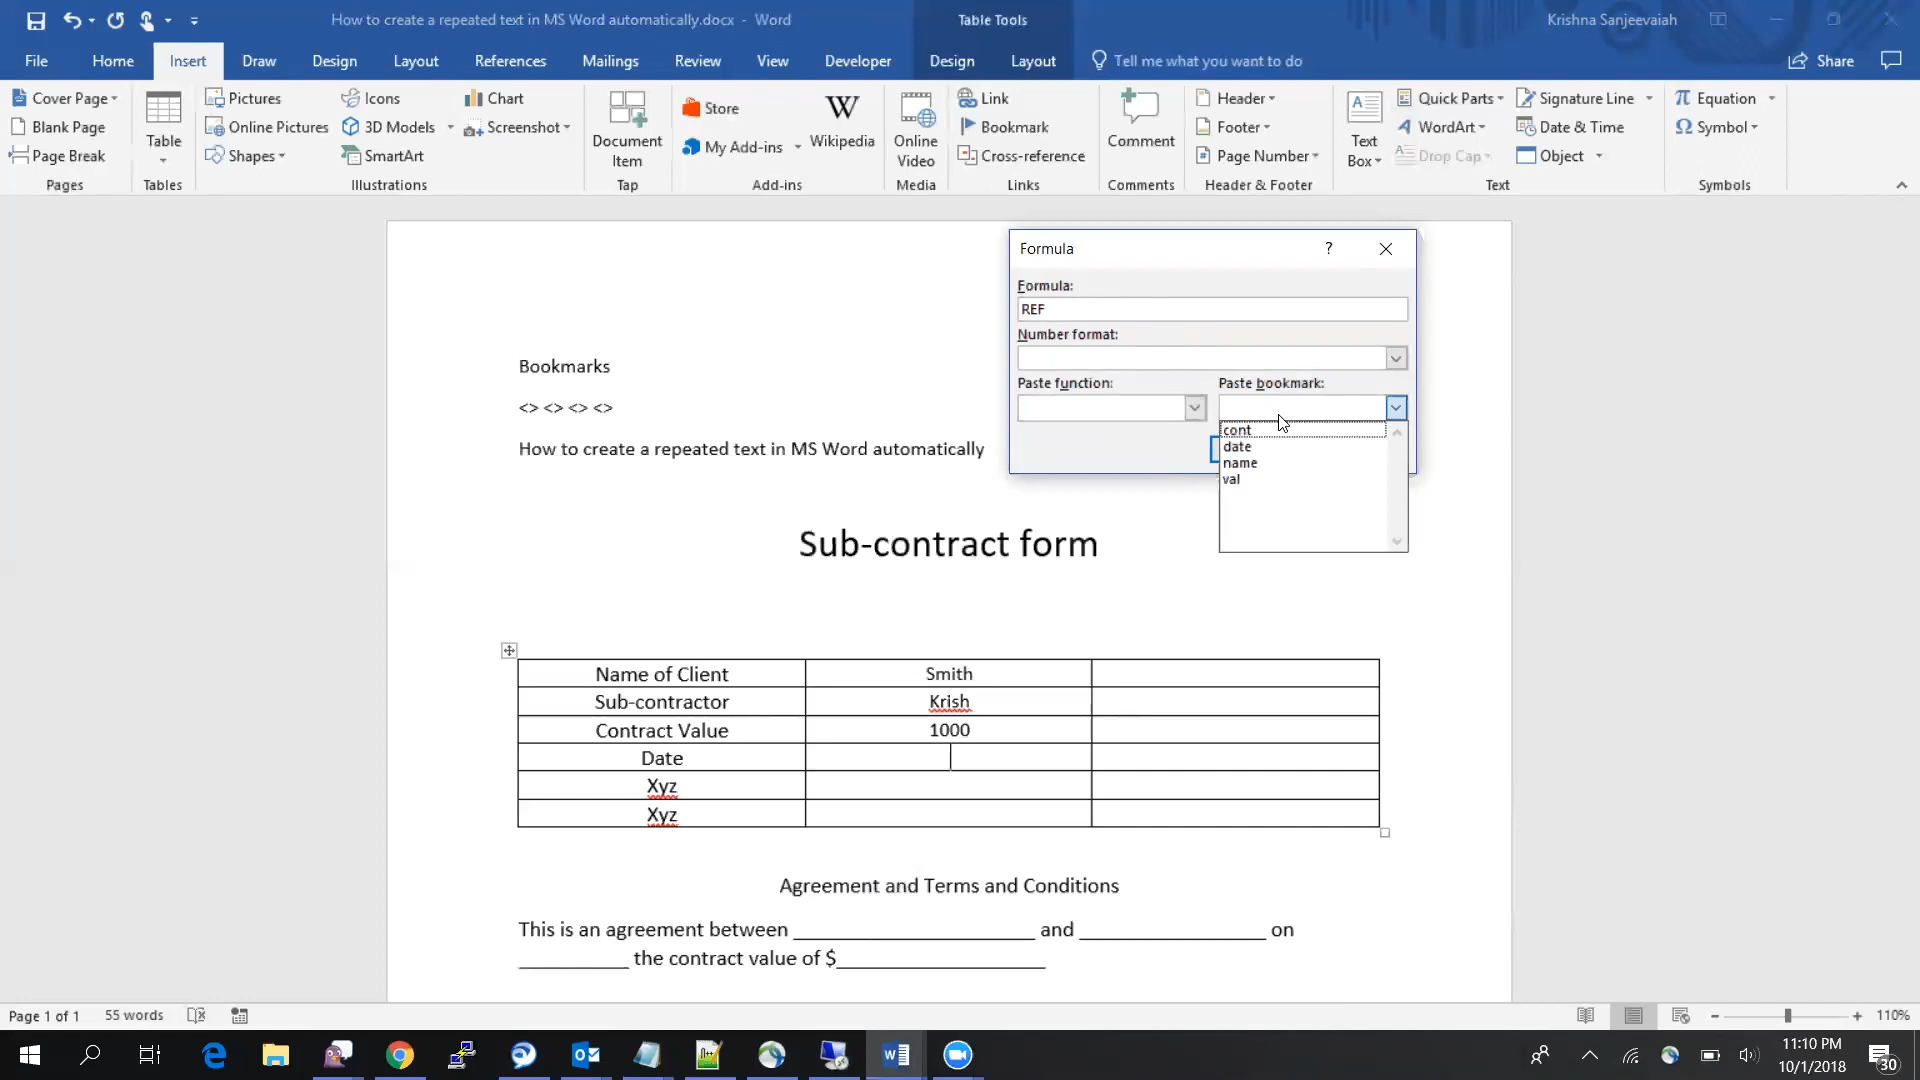 How to create a repeated text in MS Word automatically.docx - Word
Table Tools
Krishna Sanjeevaiah
File
Home
Insert
Draw
Design
Layout
References
Mailings
Review
View
Developer
Design
Layout
Tell me what you want to do
Share
Cover Page
Blank Page
Page Break
Pages
Table
Tables
Pictures
Online Pictures
Shapes
Icons
3D Models
SmartArt
Chart
Screenshot
Illustrations
Document Item
Tap
Store
My Add-ins
W
Wikipedia
Add-ins
Online Video
Media
Link
Bookmark
Cross-reference
Links
Comment
Comments
Header
Footer
Page Number
Header & Footer
Text Box
Quick Parts
WordArt
Drop Cap
Signature Line
Date & Time
Object
Text
Equation
Symbol
Symbols
Formula
?
Formula:
REF
Number format:
Paste function:
Paste bookmark:
cont
date
name
val
Bookmarks
<> <> <> <>
How to create a repeated text in MS Word automatically
Sub-contract form
Name of Client Smith
Sub-contractor Krish
Contract Value 1000
Date
Xyz
Xyz
Agreement and Terms and Conditions
This is an agreement between ______________________ and _________________ on
__________ the contract value of $___________________
Page 1 of 1
55 words
110%
11:10 PM
10/1/2018
30